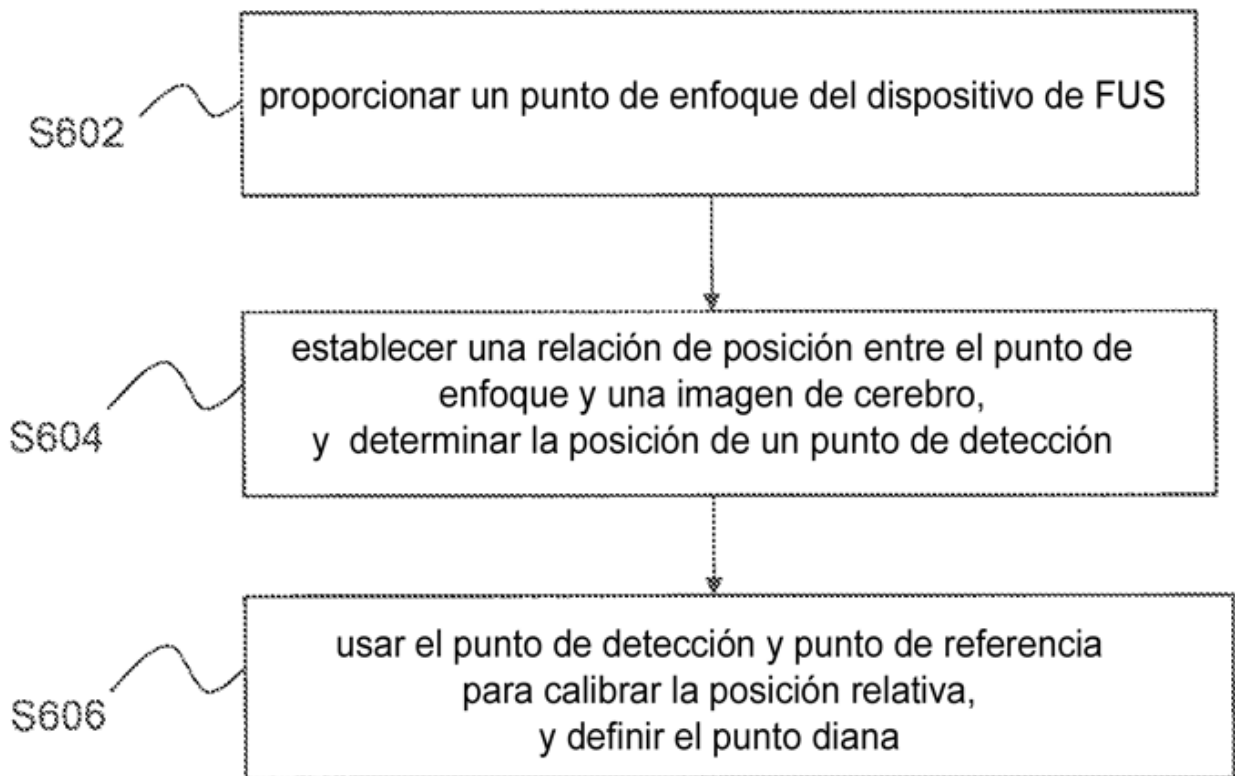 S602
proporcionar un punto de enfoque del dispositivo de FUS
S604
establecer una relación de posición entre el punto de
enfoque y una imagen de cerebro,
y determinar la posición de un punto de detección
S606
usar el punto de detección y punto de referencia
para calibrar la posición relativa,
y definir el punto diana